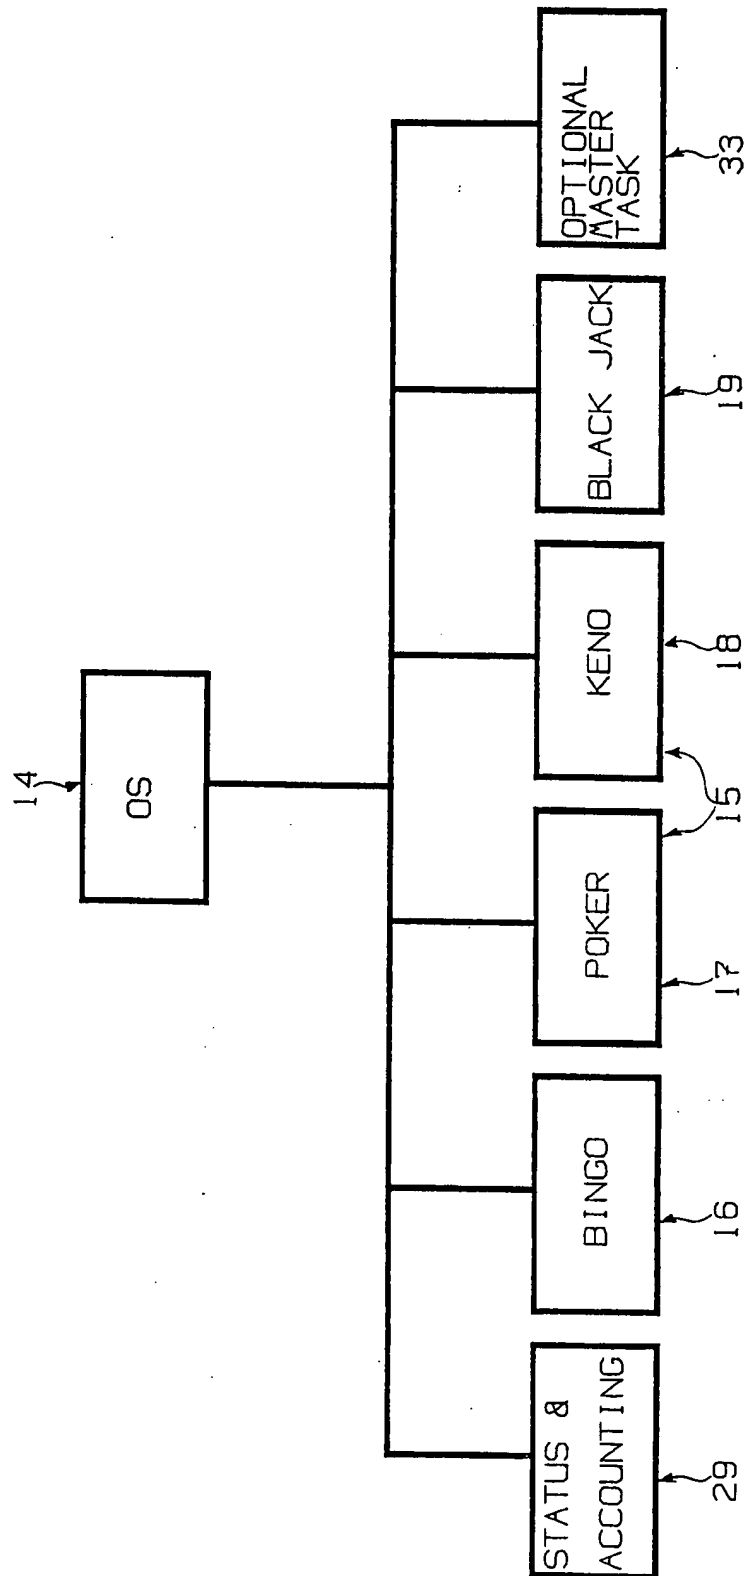 14
OS
STATUS &
ACCOUNTING
BINGO
POKER
KENO
BLACK JACK
OPTIONAL
MASTER
TASK
29
16
17
15
18
19
33